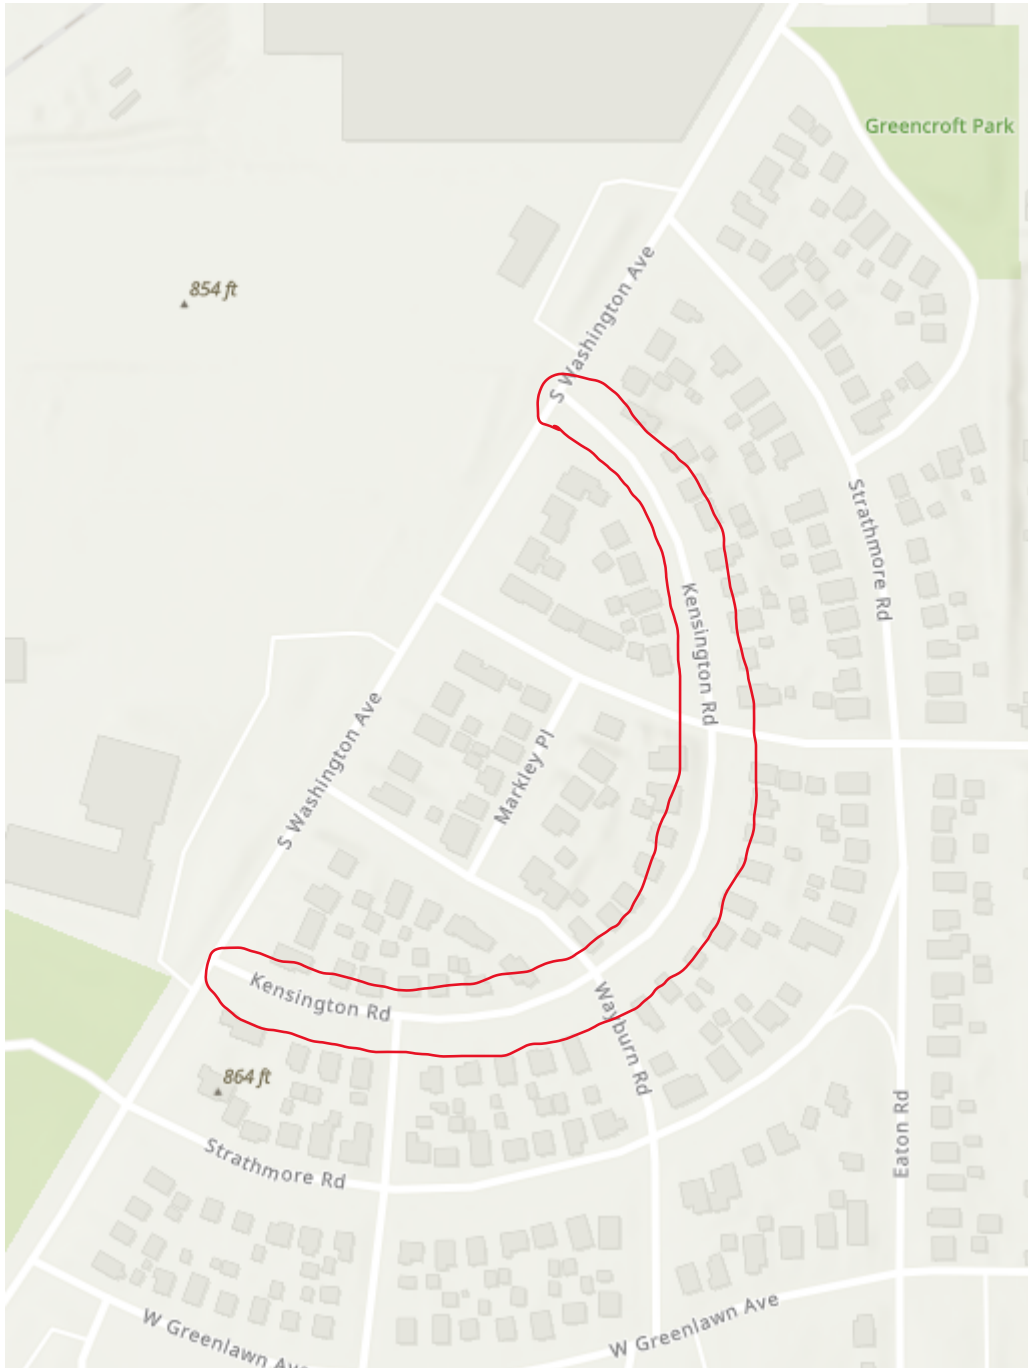 Greencroft Park
854 ft
S Washington Ave
Strathmore Rd
Kensington Rd
S Washington Ave
Markley Pl
Kensington Rd
Wayburn Rd
864 ft
Strathmore Rd
Eaton Rd
W Greenlawn Ave
W Greenlawn Ave